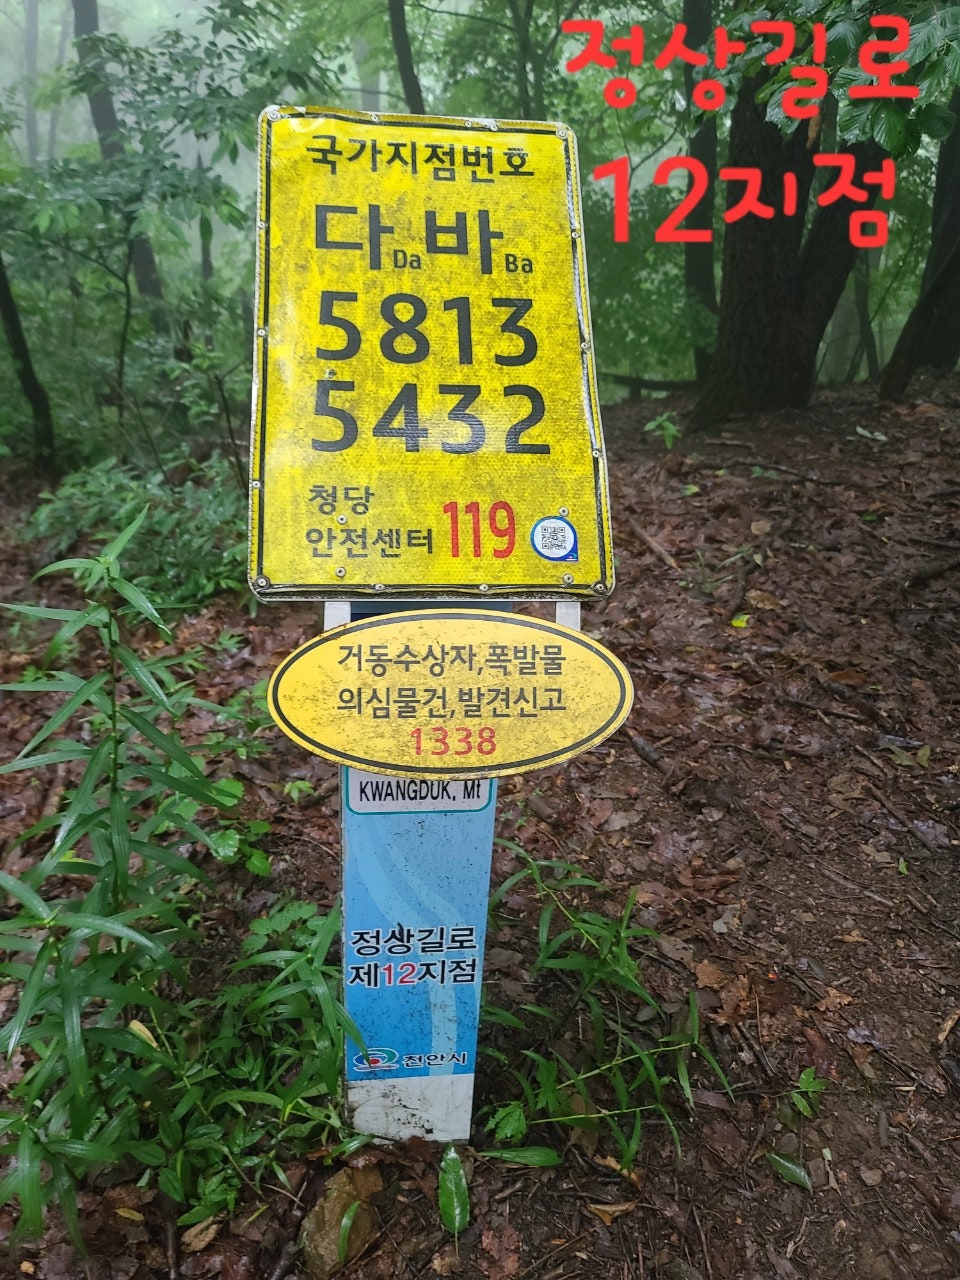 정상길로
12지점
국가지점번호
다Da 바Ba
5813
5432
청당
안전센터 119
거동수상자,폭발물
의심물건,발견신고
1338
KWANGDUK, Mt
정상길로
제12지점
천안시